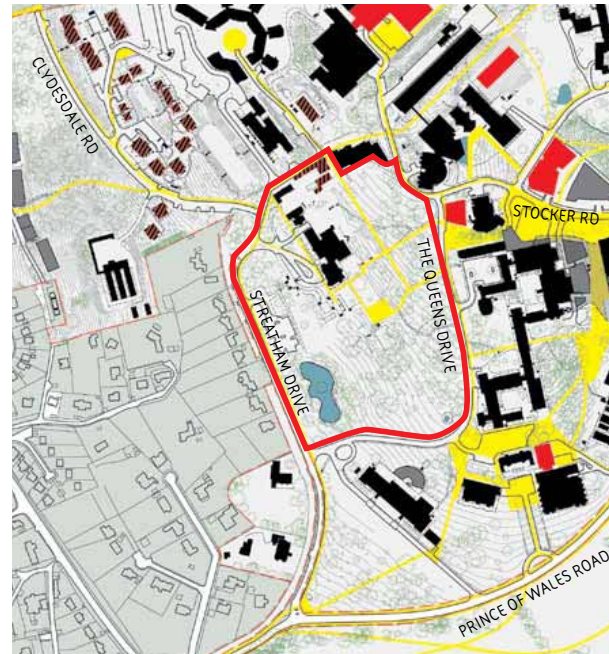 CLYDESDALE RD
STOCKER RD
THE QUEENS DRIVE
STREATHAM DRIVE
PRINCE OF WALES ROAD